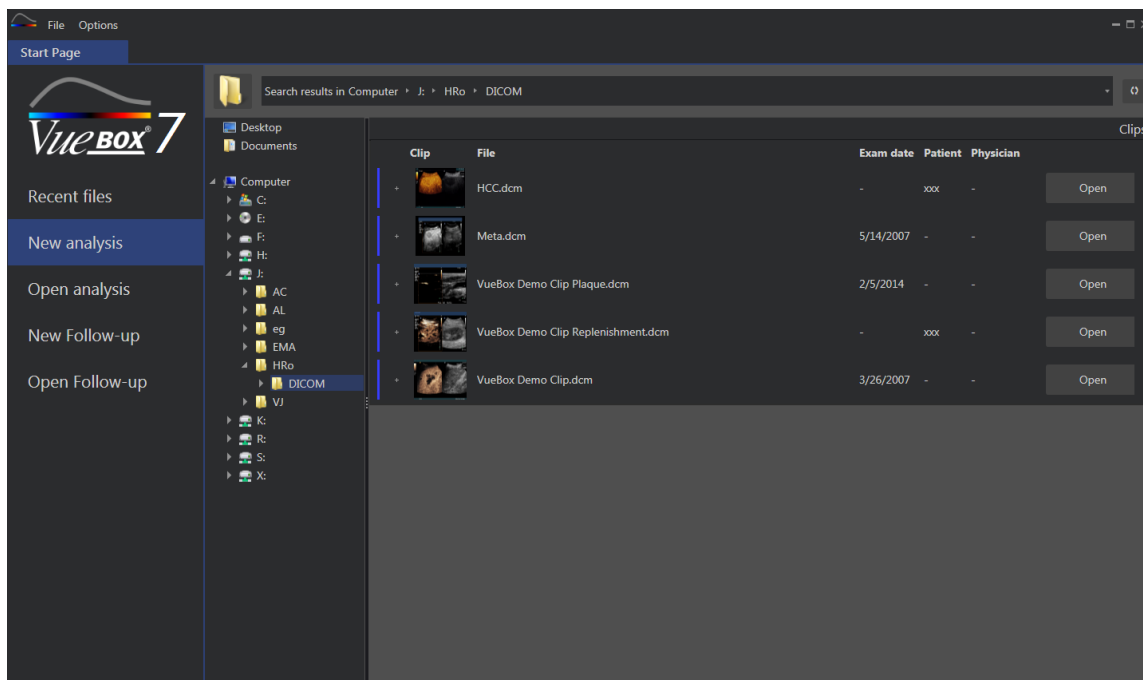 File Options
Start Page
VueBOX® 7
Recent files
New analysis
Open analysis
New Follow-up
Open Follow-up
Search results in Computer J: HRo DICOM
Desktop
Documents
Computer
C:
E:
F:
H:
J:
AC
AL
eg
EMA
HRo
DICOM
VJ
K:
R:
S:
X:
Clips
Clip File Exam date Patient Physician
+ HCC.dcm - xxx - Open
+ Meta.dcm 5/14/2007 - - Open
+ VueBox Demo Clip Plaque.dcm 2/5/2014 - - Open
+ VueBox Demo Clip Replenishment.dcm - xxx - Open
+ VueBox Demo Clip.dcm 3/26/2007 - - Open